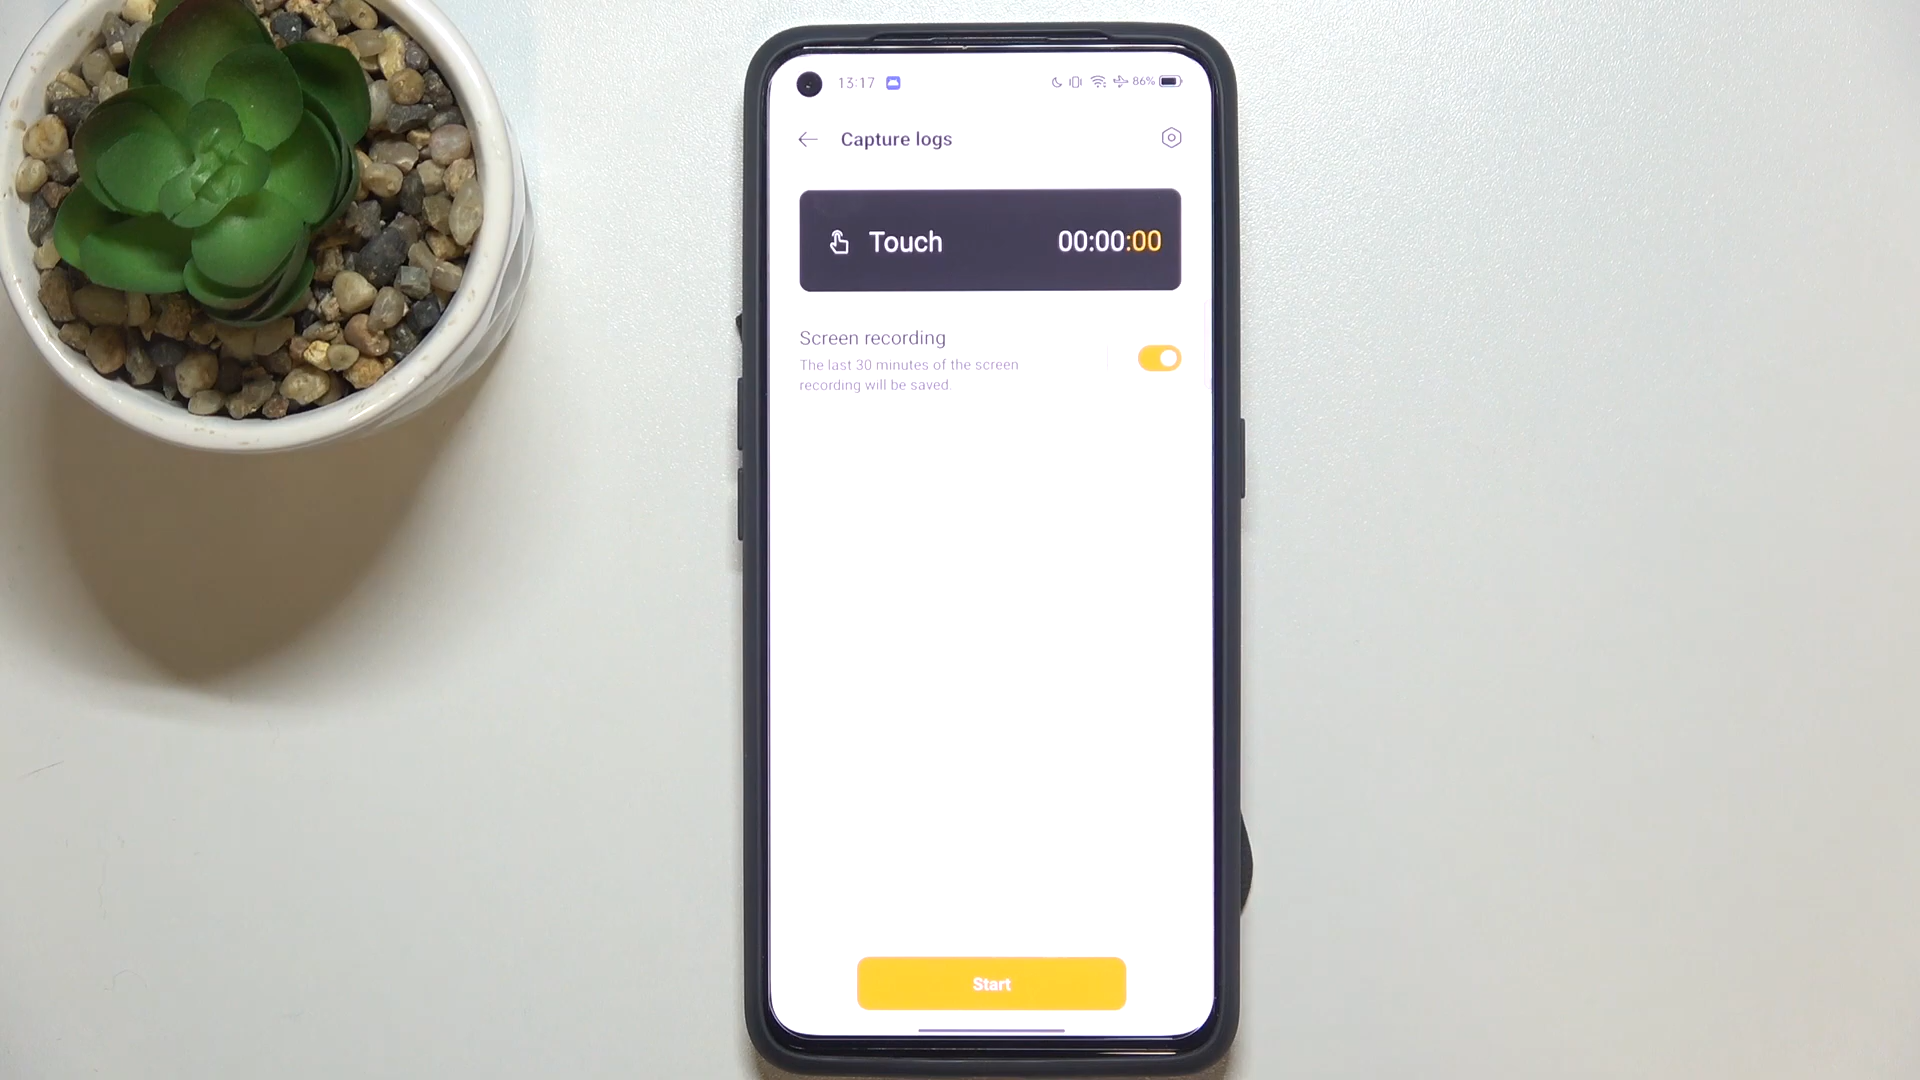 13:17
86%
Capture logs
Touch 00:00:00
Screen recording
The last 30 minutes of the screen
recording will be saved.
Start